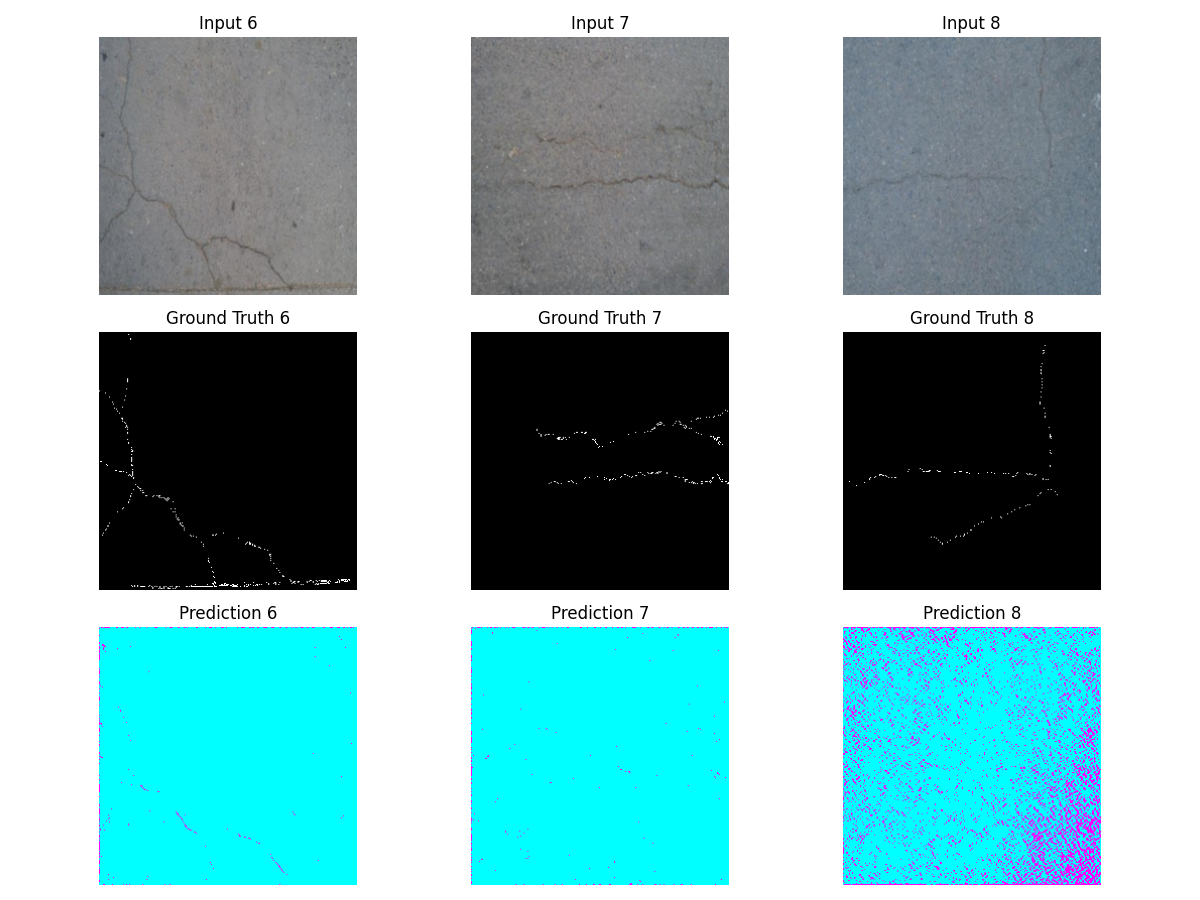 Input 6
Input 7
Input 8
Ground Truth 6
Ground Truth 7
Ground Truth 8
Prediction 6
Prediction 7
Prediction 8